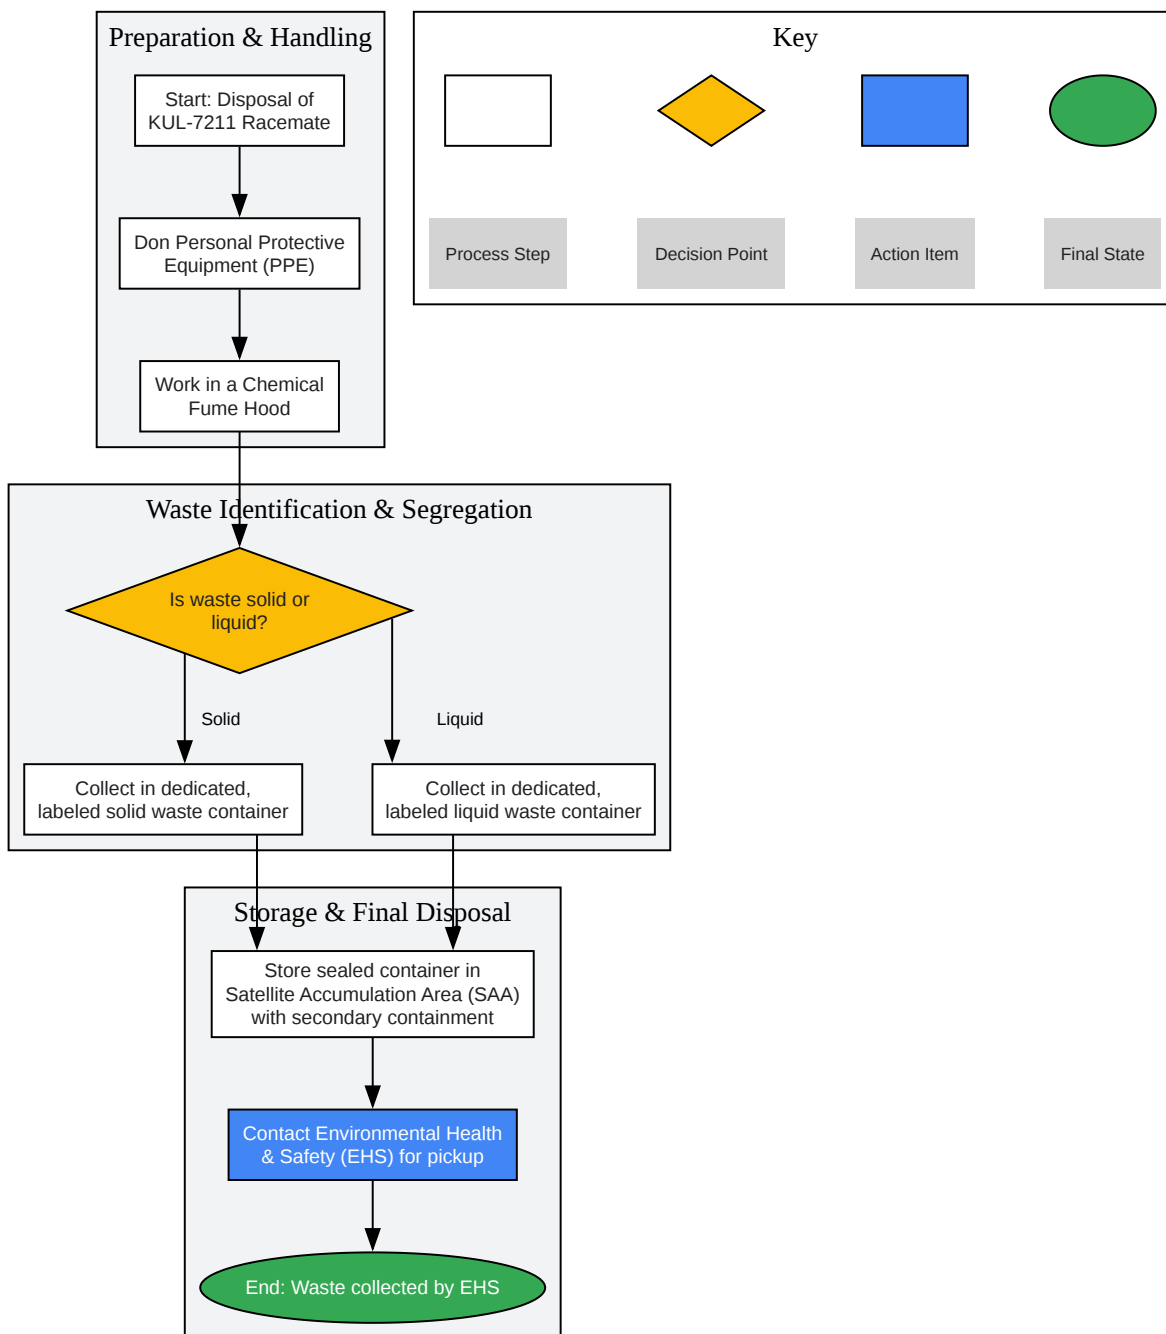 Preparation & Handling
Start: Disposal of
KUL-7211 Racemate
Don Personal Protective
Equipment (PPE)
Work in a Chemical
Fume Hood
Key
Process Step
Decision Point
Action Item
Final State
Waste Identification & Segregation
Is waste solid or
liquid?
Solid
Liquid
Collect in dedicated,
labeled solid waste container
Collect in dedicated,
labeled liquid waste container
Storage & Final Disposal
Store sealed container in
Satellite Accumulation Area (SAA)
with secondary containment
Contact Environmental Health
& Safety (EHS) for pickup
End: Waste collected by EHS